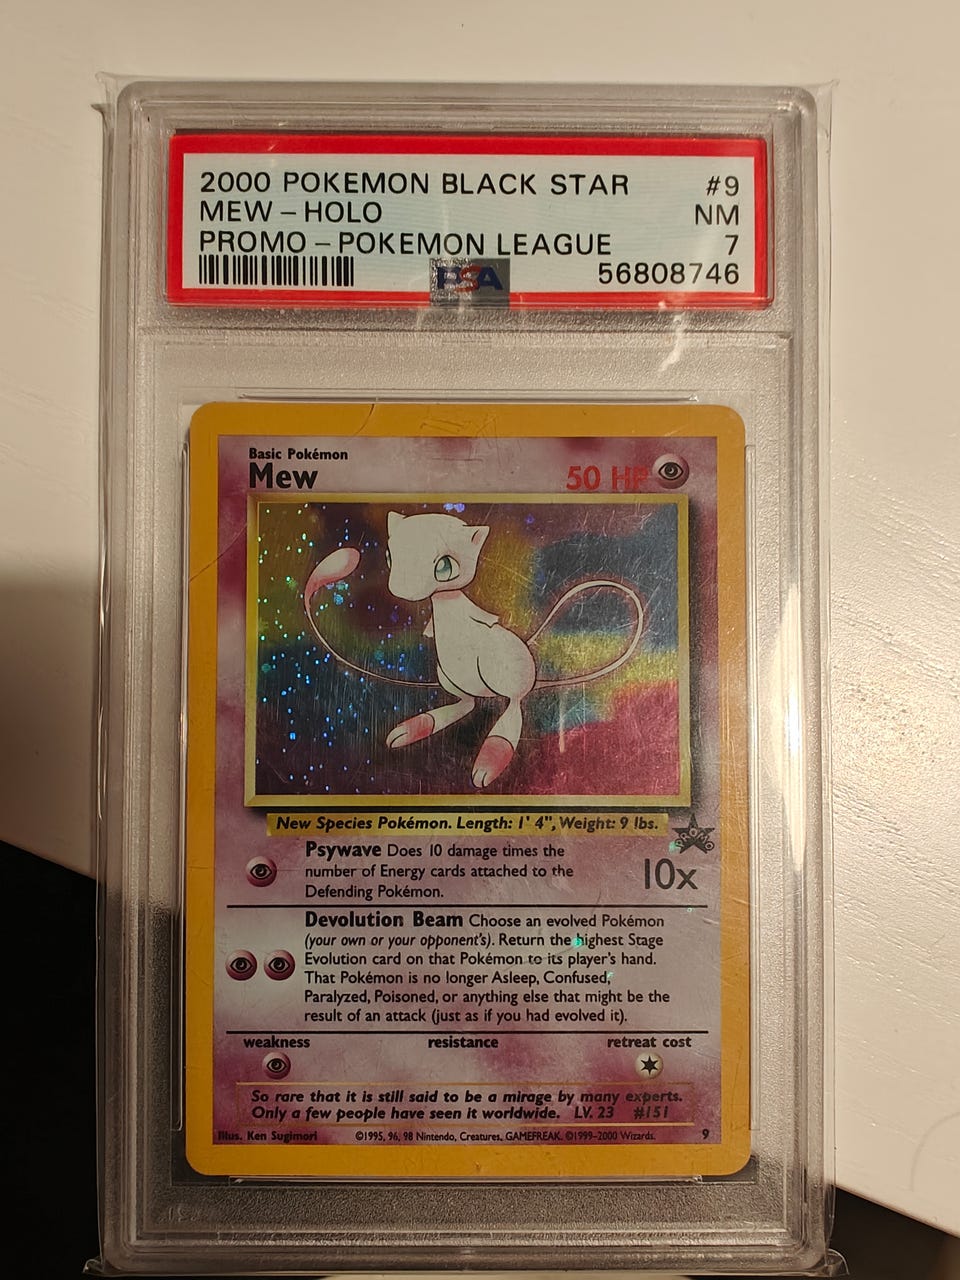 2000 POKEMON BLACK STAR #9
MEW – HOLO NM
PROMO – POKEMON LEAGUE 7
PSA 56808746
Basic Pokémon
Mew 50 HP
New Species Pokémon. Length: 1' 4", Weight: 9 lbs.
PROMO
Psywave Does 10 damage times the
number of Energy cards attached to the
Defending Pokémon.
10x
Devolution Beam Choose an evolved Pokémon
(your own or your opponent's). Return the highest Stage
Evolution card on that Pokémon to its player's hand.
That Pokémon is no longer Asleep, Confused,
Paralyzed, Poisoned, or anything else that might be the
result of an attack (just as if you had evolved it).
weakness resistance retreat cost
So rare that it is still said to be a mirage by many experts.
Only a few people have seen it worldwide. LV. 23 #151
Illus. Ken Sugimori ©1995, 96, 98 Nintendo, Creatures, GAMEFREAK. ©1999-2000 Wizards. 9